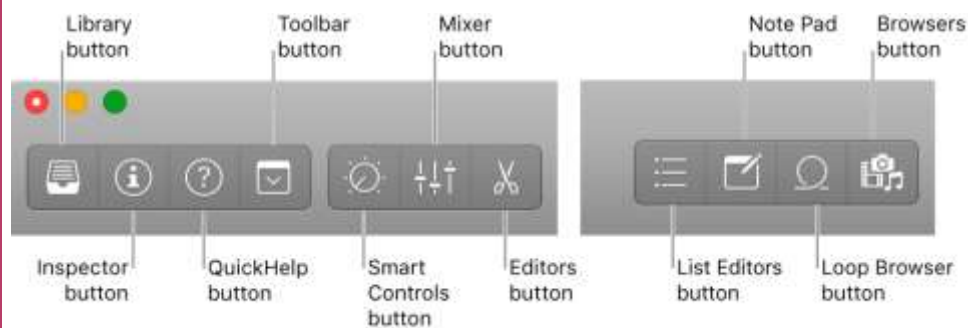 Library
button
Toolbar
button
Mixer
button
Note Pad
button
Browsers
button
Inspector
button
QuickHelp
button
Smart
Controls
button
Editors
button
List Editors
button
Loop Browser
button